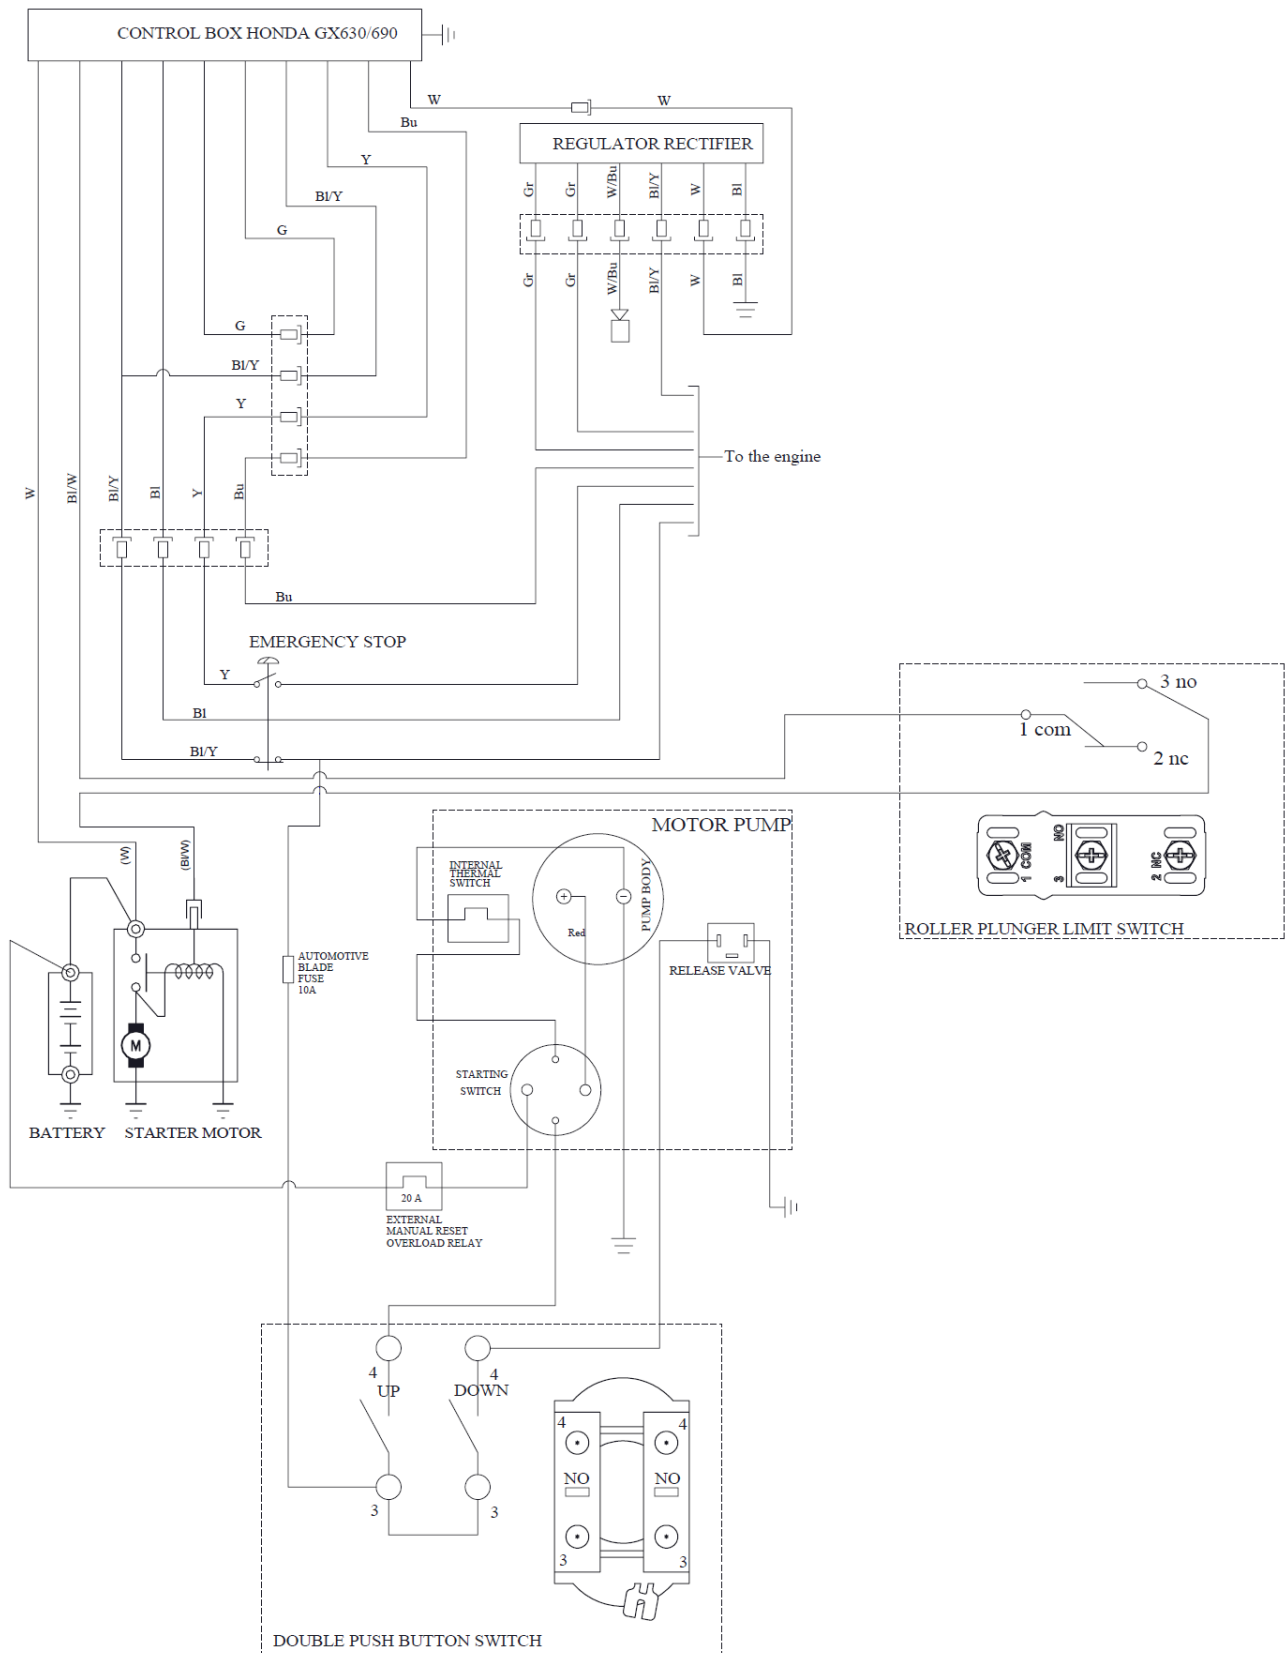 CONTROL BOX HONDA GX630/690
W
W
Bu
REGULATOR RECTIFIER
Y
Gr
Gr
W/Bu
Bl/Y
W
Bl
Bl/Y
G
Gr
Gr
W/Bu
Bl/Y
W
Bl
G
Bl/Y
Y
To the engine
W
Bl/W
Bl/Y
Bl
Y
Bu
Bu
EMERGENCY STOP
Y
3 no
Bl
1 com
Bl/Y
2 nc
MOTOR PUMP
(W)
(Bl/W)
INTERNAL
THERMAL
SWITCH
PUMP BODY
+
−
Red
1 COM
3 NO
2 NC
ROLLER PLUNGER LIMIT SWITCH
AUTOMOTIVE
BLADE
FUSE
10A
RELEASE VALVE
M
STARTING
SWITCH
BATTERY
STARTER MOTOR
20 A
EXTERNAL
MANUAL RESET
OVERLOAD RELAY
4
UP
4
DOWN
4
4
NO
NO
3
3
3
3
DOUBLE PUSH BUTTON SWITCH